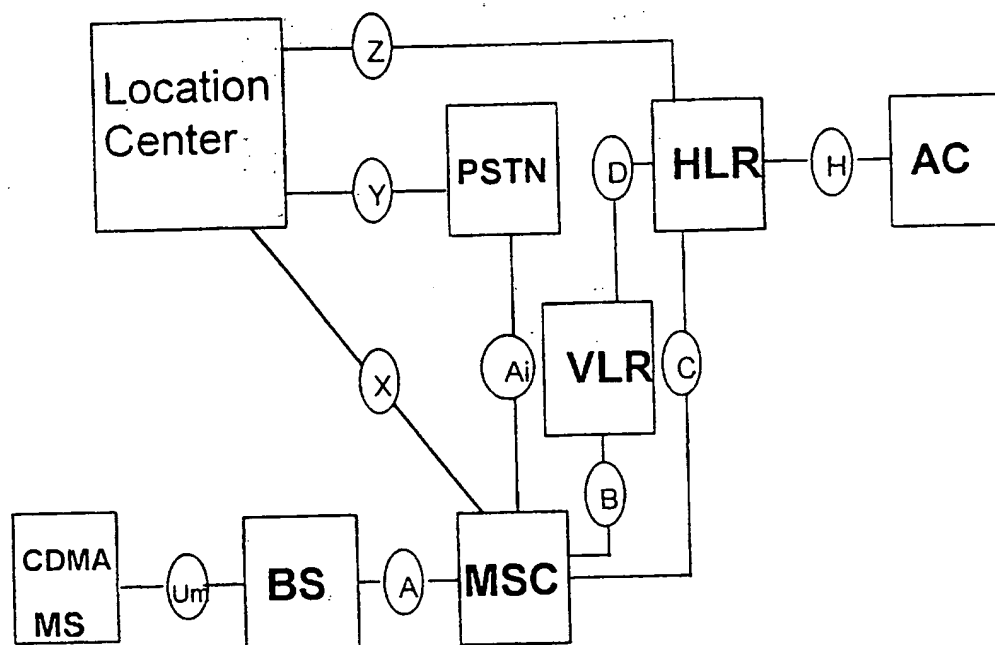 Z
Location
Center
PSTN
HLR
AC
D
H
Y
VLR
C
Ai
X
B
CDMA
MS
Um
BS
A
MSC